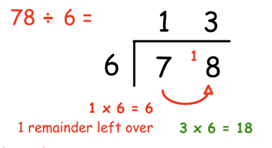 78 ÷ 6 =
1 3
6 7 1 8
1 x 6 = 6
1 remainder left over 3 x 6 = 18